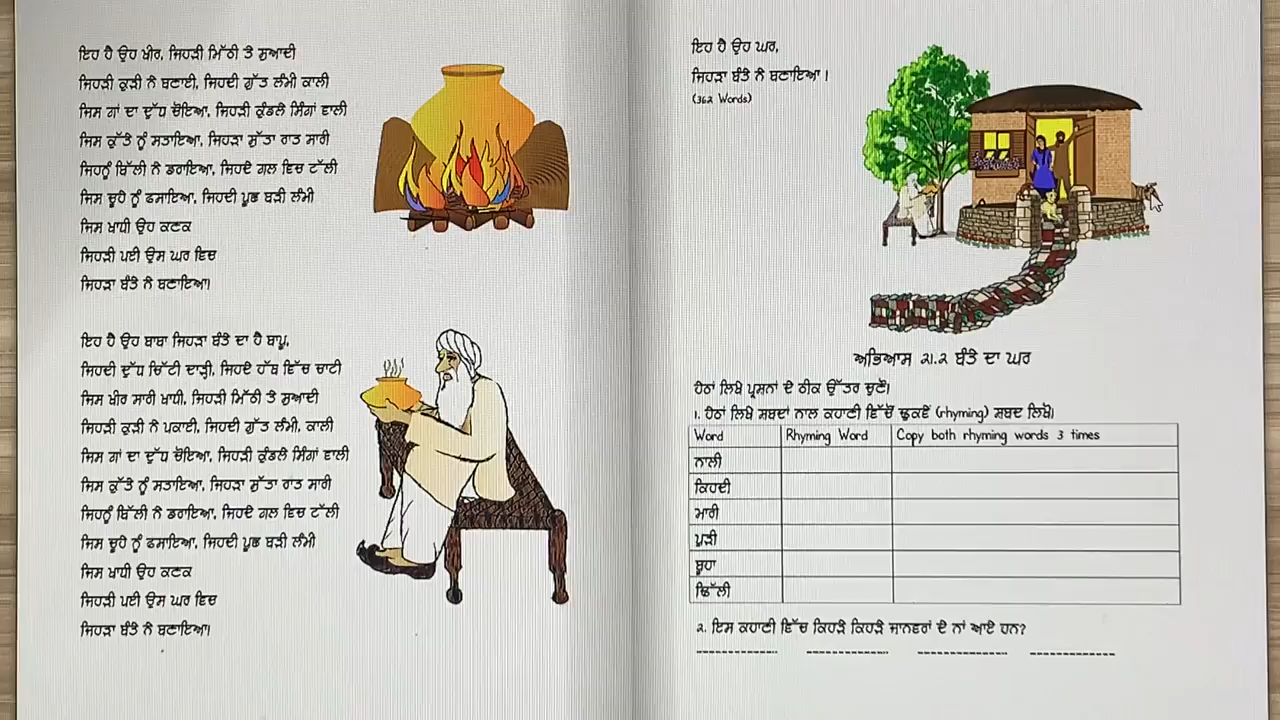 ਇਹ ਹੈ ਉਹ ਖੀਰ, ਜਿਹੜੀ ਮਿੱਠੀ ਤੇ ਸੁਆਦੀ
ਜਿਹੜੀ ਕੁੜੀ ਨੇ ਬਣਾਈ, ਜਿਹਦੀ ਗੁੱਤ ਲੰਮੀ ਕਾਲੀ
ਜਿਸ ਗਾਂ ਦਾ ਦੁੱਧ ਚੋਇਆ, ਜਿਹੜੀ ਕੁੰਡਲੇ ਸਿੰਗਾਂ ਵਾਲੀ
ਜਿਸ ਕੁੱਤੇ ਨੂੰ ਸਤਾਇਆ, ਜਿਹੜਾ ਸੁੱਤਾ ਰਾਤ ਸਾਰੀ
ਜਿਹਨੂੰ ਬਿੱਲੀ ਨੇ ਡਰਾਇਆ, ਜਿਹਦੇ ਗਲ ਵਿਚ ਟੱਲੀ
ਜਿਸ ਚੂਹੇ ਨੂੰ ਫਸਾਇਆ, ਜਿਹਦੀ ਪੂਛ ਬੜੀ ਲੰਮੀ
ਜਿਸ ਖਾਧੀ ਉਹ ਕਣਕ
ਜਿਹੜੀ ਪਈ ਉਸ ਘਰ ਵਿਚ
ਜਿਹੜਾ ਬੰਤੇ ਨੇ ਬਣਾਇਆ।
ਇਹ ਹੈ ਉਹ ਬਾਬਾ ਜਿਹੜਾ ਬੰਤੇ ਦਾ ਹੈ ਬਾਪੂ,
ਜਿਹਦੀ ਦੁੱਧ ਚਿੱਟੀ ਦਾੜ੍ਹੀ, ਜਿਹਦੇ ਹੱਥ ਵਿੱਚ ਚਾਟੀ
ਜਿਸ ਖੀਰ ਸਾਰੀ ਖਾਧੀ, ਜਿਹੜੀ ਮਿੱਠੀ ਤੇ ਸੁਆਦੀ
ਜਿਹੜੀ ਕੁੜੀ ਨੇ ਪਕਾਈ, ਜਿਹਦੀ ਗੁੱਤ ਲੰਮੀ, ਕਾਲੀ
ਜਿਸ ਗਾਂ ਦਾ ਦੁੱਧ ਚੋਇਆ, ਜਿਹੜੀ ਕੁੰਡਲੇ ਸਿੰਗਾਂ ਵਾਲੀ
ਜਿਸ ਕੁੱਤੇ ਨੂੰ ਸਤਾਇਆ, ਜਿਹੜਾ ਸੁੱਤਾ ਰਾਤ ਸਾਰੀ
ਜਿਹਨੂੰ ਬਿੱਲੀ ਨੇ ਡਰਾਇਆ, ਜਿਹਦੇ ਗਲ ਵਿਚ ਟੱਲੀ
ਜਿਸ ਚੂਹੇ ਨੂੰ ਫਸਾਇਆ, ਜਿਹਦੀ ਪੂਛ ਬੜੀ ਲੰਮੀ
ਜਿਸ ਖਾਧੀ ਉਹ ਕਣਕ
ਜਿਹੜੀ ਪਈ ਉਸ ਘਰ ਵਿਚ
ਜਿਹੜਾ ਬੰਤੇ ਨੇ ਬਣਾਇਆ।
ਇਹ ਹੈ ਉਹ ਘਰ,
ਜਿਹੜਾ ਬੰਤੇ ਨੇ ਬਣਾਇਆ।
(362 Words)
ਅਭਿਆਸ ੨੧.੨ ਬੰਤੇ ਦਾ ਘਰ
ਹੇਠਾਂ ਲਿਖੇ ਪ੍ਰਸ਼ਨਾਂ ਦੇ ਠੀਕ ਉੱਤਰ ਚੁਣੋ।
੧. ਹੇਠਾਂ ਲਿਖੇ ਸ਼ਬਦਾਂ ਨਾਲ ਕਹਾਣੀ ਵਿੱਚੋਂ ਢੁਕਵੇਂ (rhyming) ਸ਼ਬਦ ਲਿਖੋ।
Word Rhyming Word Copy both rhyming words 3 times
ਨਾਲੀ
ਕਿਹਦੀ
ਮਾਰੀ
ਪੂੜੀ
ਬੂਹਾ
ਢਿੱਲੀ
੨. ਇਸ ਕਹਾਣੀ ਵਿੱਚ ਕਿਹੜੇ ਕਿਹੜੇ ਜਾਨਵਰਾਂ ਦੇ ਨਾਂ ਆਏ ਹਨ?